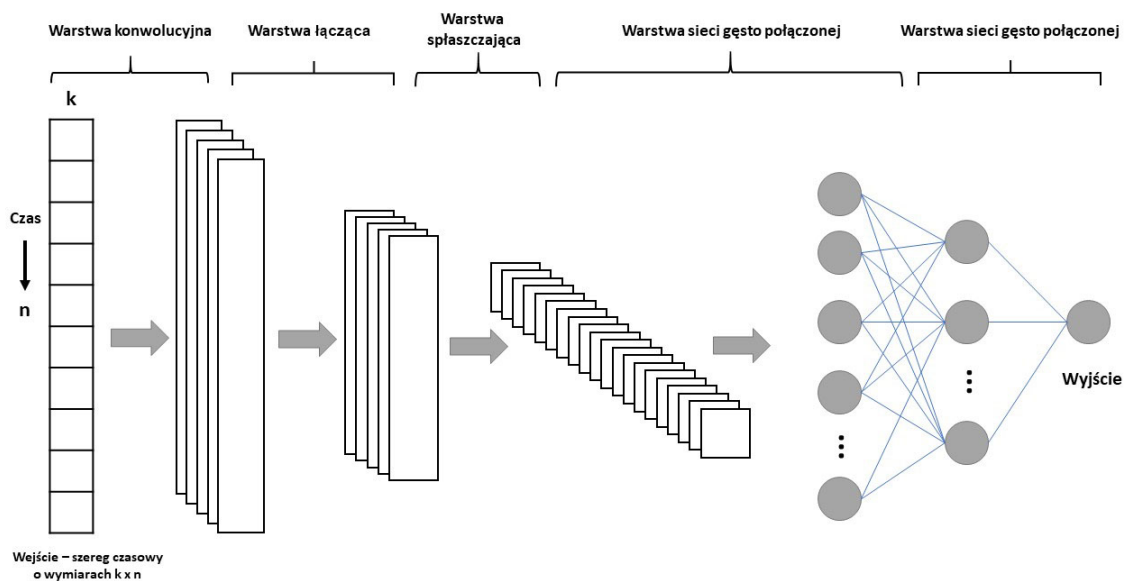 Warstwa konwolucyjna
Warstwa łącząca
Warstwa
spłaszczająca
Warstwa sieci gęsto połączonej
Warstwa sieci gęsto połączonej
k
Czas
n
Wyjście
Wejście – szereg czasowy
o wymiarach k x n